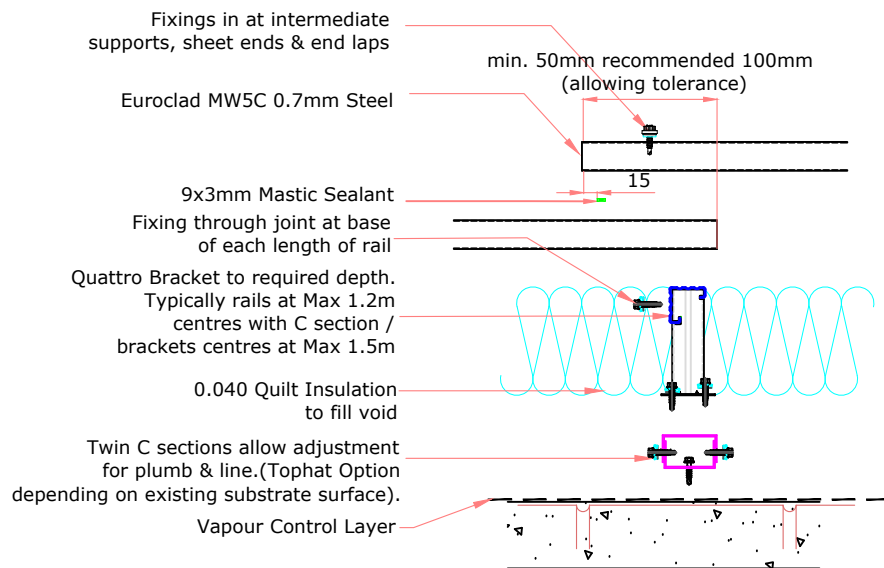 Fixings in at intermediate
supports, sheet ends & end laps
min. 50mm recommended 100mm
(allowing tolerance)
Euroclad MW5C 0.7mm Steel
15
9x3mm Mastic Sealant
Fixing through joint at base
of each length of rail
Quattro Bracket to required depth.
Typically rails at Max 1.2m
centres with C section /
brackets centres at Max 1.5m
0.040 Quilt Insulation
to fill void
Twin C sections allow adjustment
for plumb & line.(Tophat Option
depending on existing substrate surface).
Vapour Control Layer